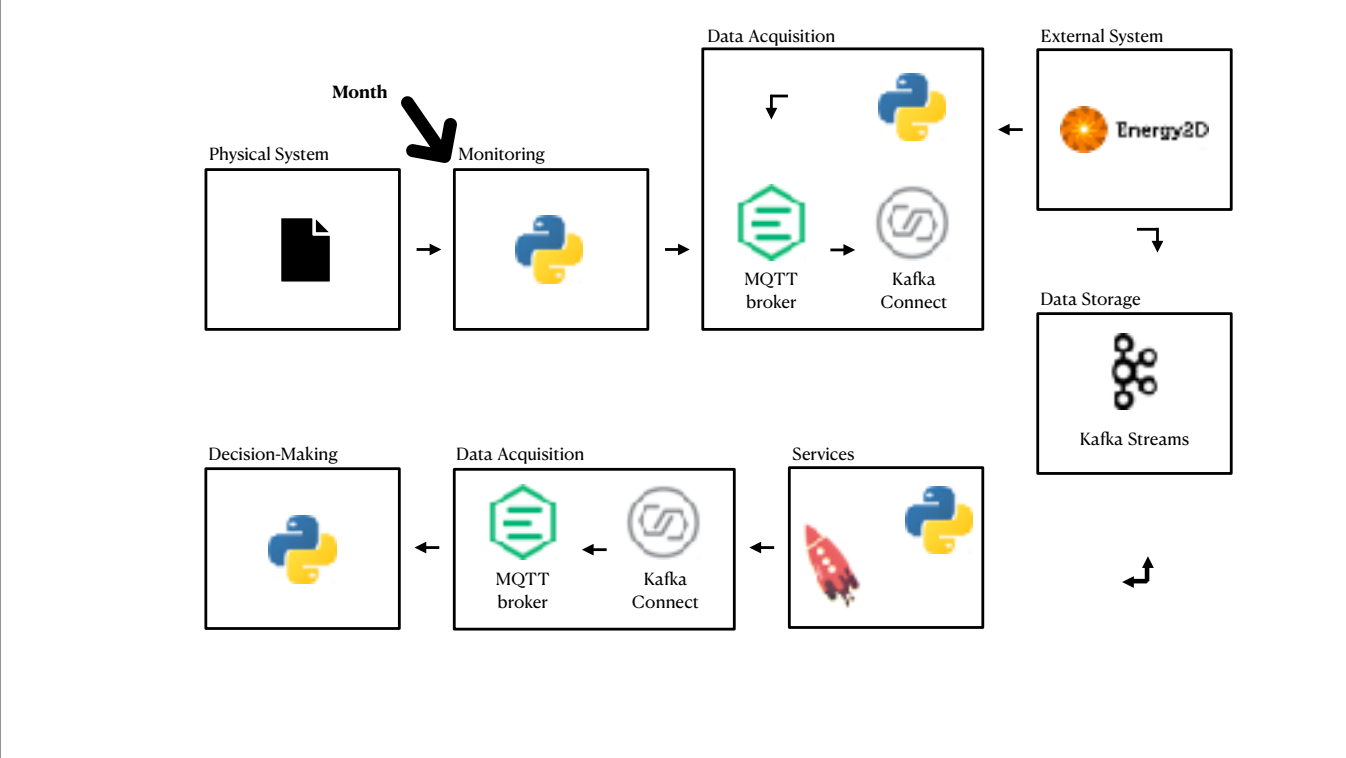 Data Acquisition
External System
Month
Energy2D
Physical System
Monitoring
MQTT
broker
Kafka
Connect
Data Storage
Kafka Streams
Decision-Making
Data Acquisition
Services
MQTT
broker
Kafka
Connect